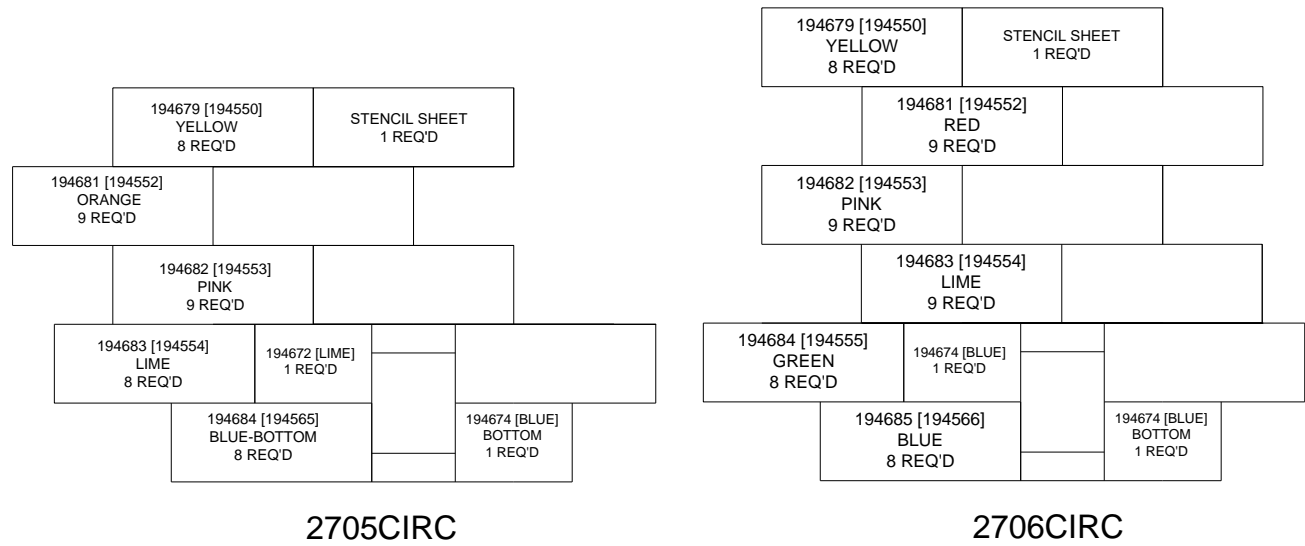 194679 [194550]
YELLOW
8 REQ'D
STENCIL SHEET
1 REQ'D
194681 [194552]
ORANGE
9 REQ'D
194682 [194553]
PINK
9 REQ'D
194683 [194554]
LIME
8 REQ'D
194672 [LIME]
1 REQ'D
194684 [194565]
BLUE-BOTTOM
8 REQ'D
194674 [BLUE]
BOTTOM
1 REQ'D
2705CIRC
194679 [194550]
YELLOW
8 REQ'D
STENCIL SHEET
1 REQ'D
194681 [194552]
RED
9 REQ'D
194682 [194553]
PINK
9 REQ'D
194683 [194554]
LIME
9 REQ'D
194684 [194555]
GREEN
8 REQ'D
194674 [BLUE]
1 REQ'D
194685 [194566]
BLUE
8 REQ'D
194674 [BLUE]
BOTTOM
1 REQ'D
2706CIRC